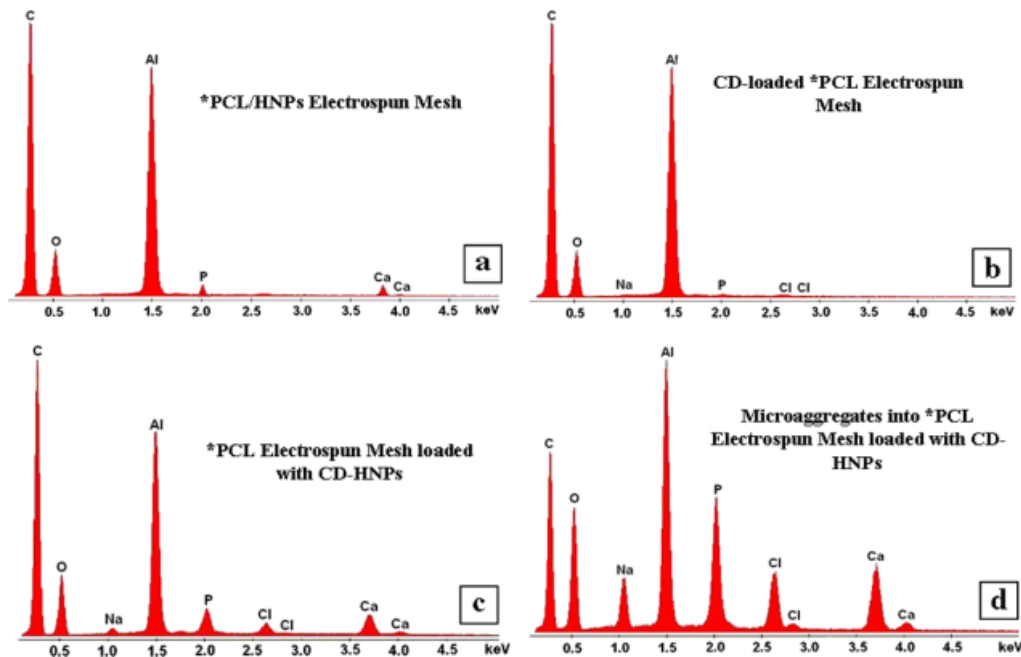 C
Al
*PCL/HNPs Electrospun Mesh
O
P
Ca
Ca
a
0.5 1.0 1.5 2.0 2.5 3.0 3.5 4.0 keV
C
Al
CD-loaded *PCL Electrospun
Mesh
O
Na P Cl Cl
b
0.5 1.0 1.5 2.0 2.5 3.0 3.5 4.0 4.5 keV
C
Al
*PCL Electrospun Mesh loaded
with CD-HNPs
O
Na P Cl Cl Ca Ca
c
0.5 1.0 1.5 2.0 2.5 3.0 3.5 4.0 4.5 keV
Al
Microaggregates into *PCL
Electrospun Mesh loaded with CD-
HNPs
C
O
P
Na Cl Cl Ca Ca
d
0.5 1.0 1.5 2.0 2.5 3.0 3.5 4.0 4.5 keV